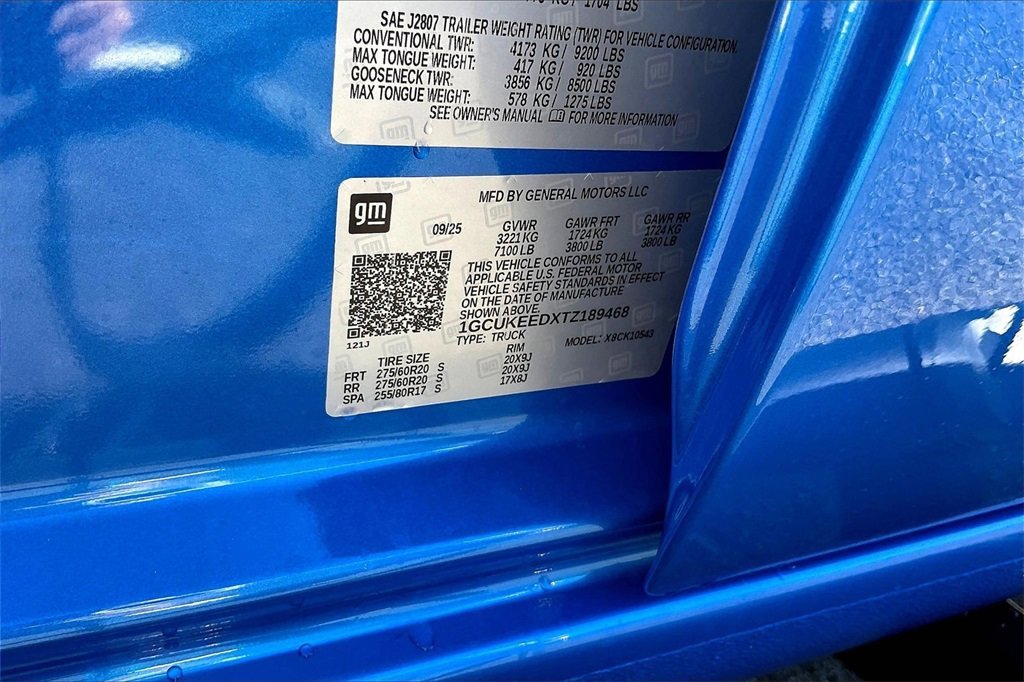 1704 LBS
SAE J2807 TRAILER WEIGHT RATING (TWR) FOR VEHICLE CONFIGURATION.
CONVENTIONAL TWR: 4173 KG/ 9200 LBS
MAX TONGUE WEIGHT: 417 KG/ 920 LBS
GOOSENECK TWR: 3856 KG/ 8500 LBS
MAX TONGUE WEIGHT: 578 KG/ 1275 LBS
SEE OWNER'S MANUAL FOR MORE INFORMATION
gm
MFD BY GENERAL MOTORS LLC
09/25 GVWR GAWR FRT GAWR RR
3221 KG 1724 KG 1724 KG
7100 LB 3800 LB 3800 LB
THIS VEHICLE CONFORMS TO ALL
APPLICABLE U.S. FEDERAL MOTOR
VEHICLE SAFETY STANDARDS IN EFFECT
ON THE DATE OF MANUFACTURE
SHOWN ABOVE.
1GCUKEEDXTZ189468
121J
TYPE: TRUCK MODEL: X8CK10543
TIRE SIZE RIM
FRT 275/60R20 S 20X9J
RR 275/60R20 S 20X9J
SPA 255/80R17 S 17X8J